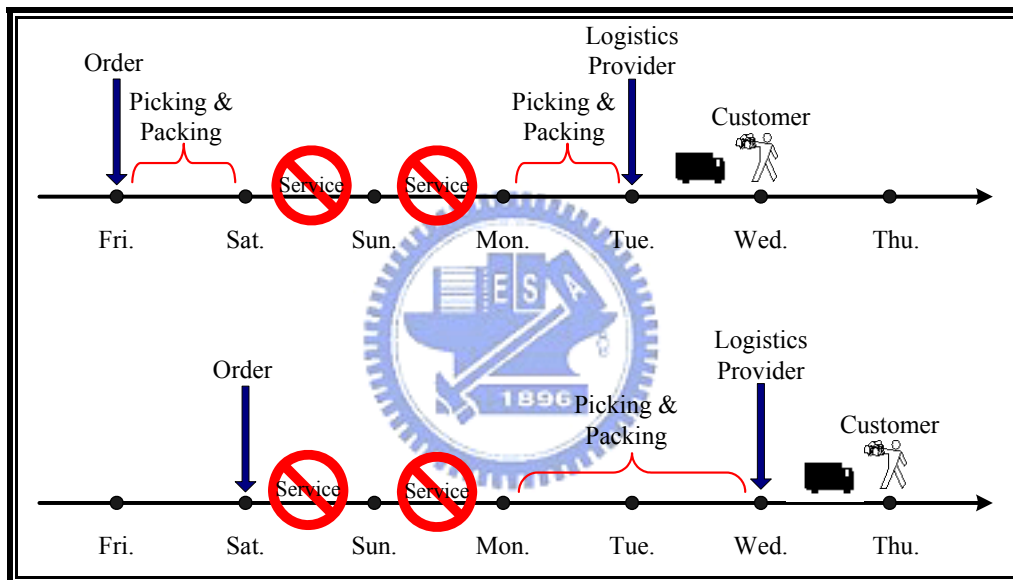 Logistics
Provider
Order
Picking &
Packing
Picking &
Packing
Customer
Service
Service
Fri.
Sat.
Sun.
Mon.
Tue.
Wed.
Thu.
E S A
1896
Logistics
Provider
Order
Picking &
Packing
Customer
Service
Service
Fri.
Sat.
Sun.
Mon.
Tue.
Wed.
Thu.